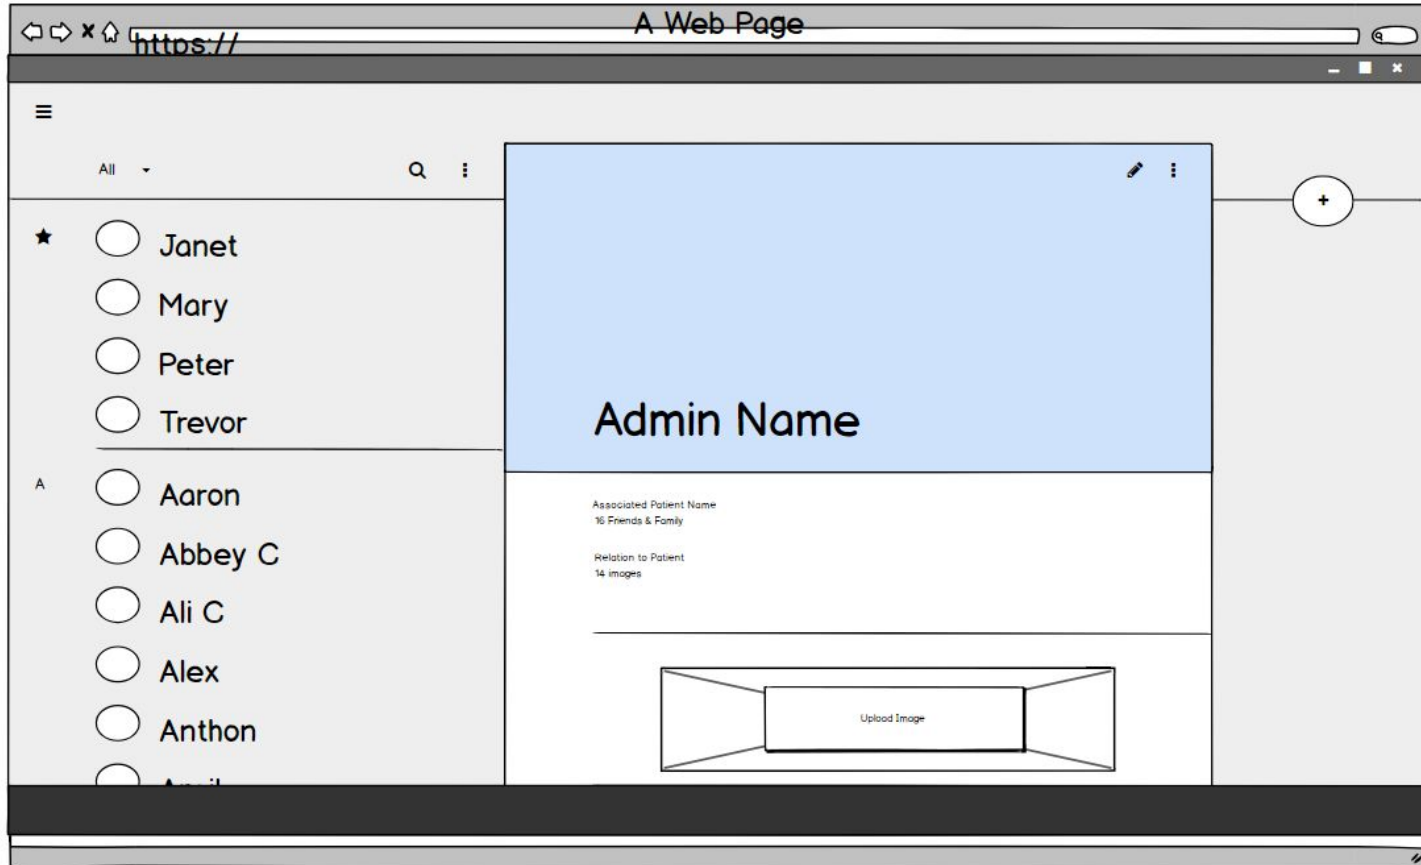 A Web Page
https://
All
Janet
Mary
Peter
Trevor
A
Aaron
Abbey C
Ali C
Alex
Anthon
Admin Name
Associated Patient Name
16 Friends & Family
Relation to Patient
14 images
Upload Image